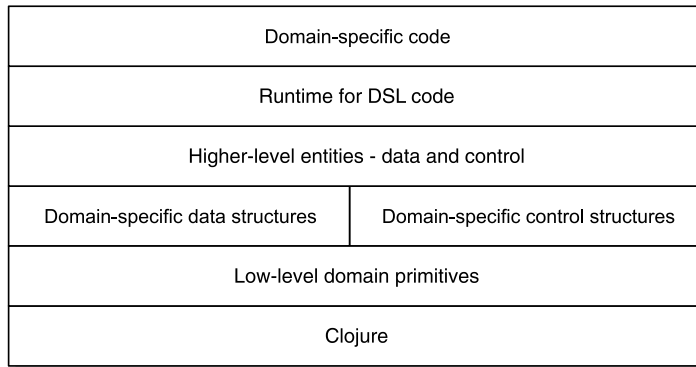 Domain-specific code
Runtime for DSL code
Higher-level entities - data and control
Domain-specific data structures
Domain-specific control structures
Low-level domain primitives
Clojure